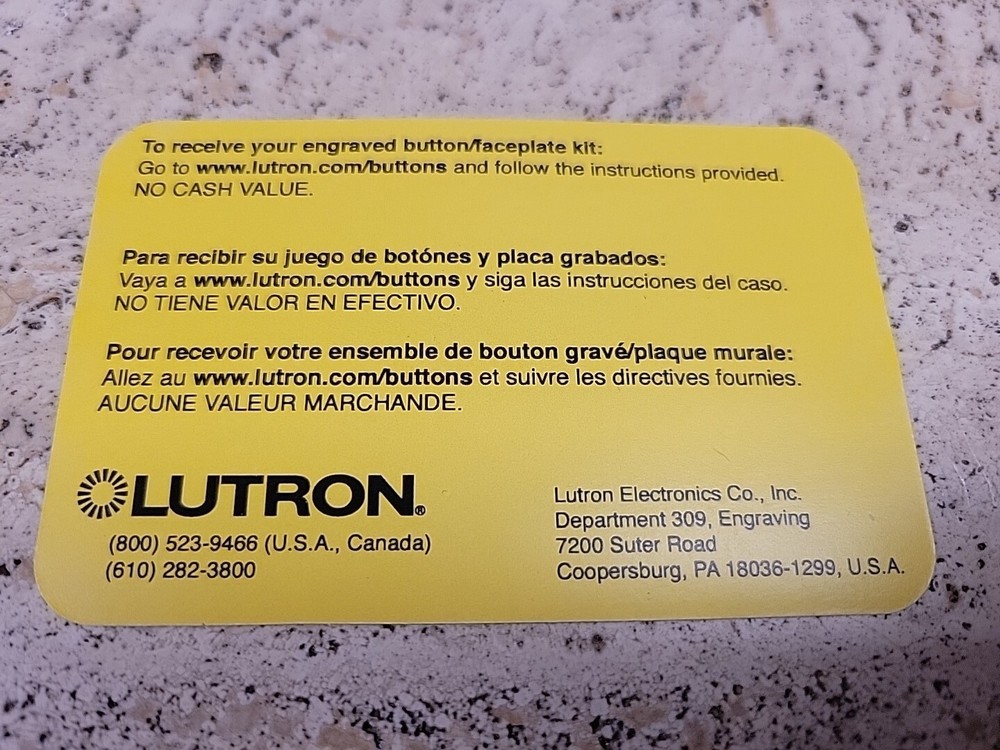 To receive your engraved button/faceplate kit:
Go to www.lutron.com/buttons and follow the instructions provided.
NO CASH VALUE.
Para recibir su juego de botónes y placa grabados:
Vaya a www.lutron.com/buttons y siga las instrucciones del caso.
NO TIENE VALOR EN EFECTIVO.
Pour recevoir votre ensemble de bouton gravé/plaque murale:
Allez au www.lutron.com/buttons et suivre les directives fournies.
AUCUNE VALEUR MARCHANDE.
LUTRON®
(800) 523-9466 (U.S.A., Canada)
(610) 282-3800
Lutron Electronics Co., Inc.
Department 309, Engraving
7200 Suter Road
Coopersburg, PA 18036-1299, U.S.A.